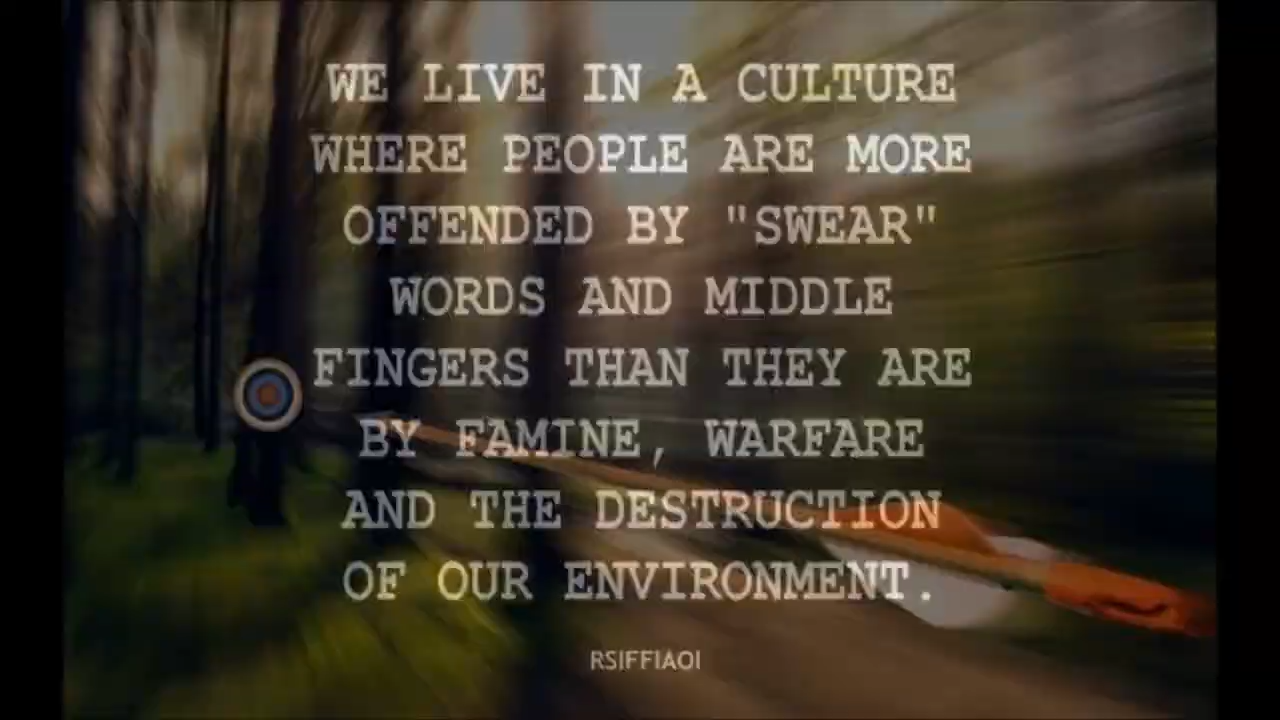 WE LIVE IN A CULTURE
WHERE PEOPLE ARE MORE
OFFENDED BY "SWEAR"
WORDS AND MIDDLE
FINGERS THAN THEY ARE
BY FAMINE, WARFARE
AND THE DESTRUCTION
OF OUR ENVIRONMENT.
RSIFFIAOI